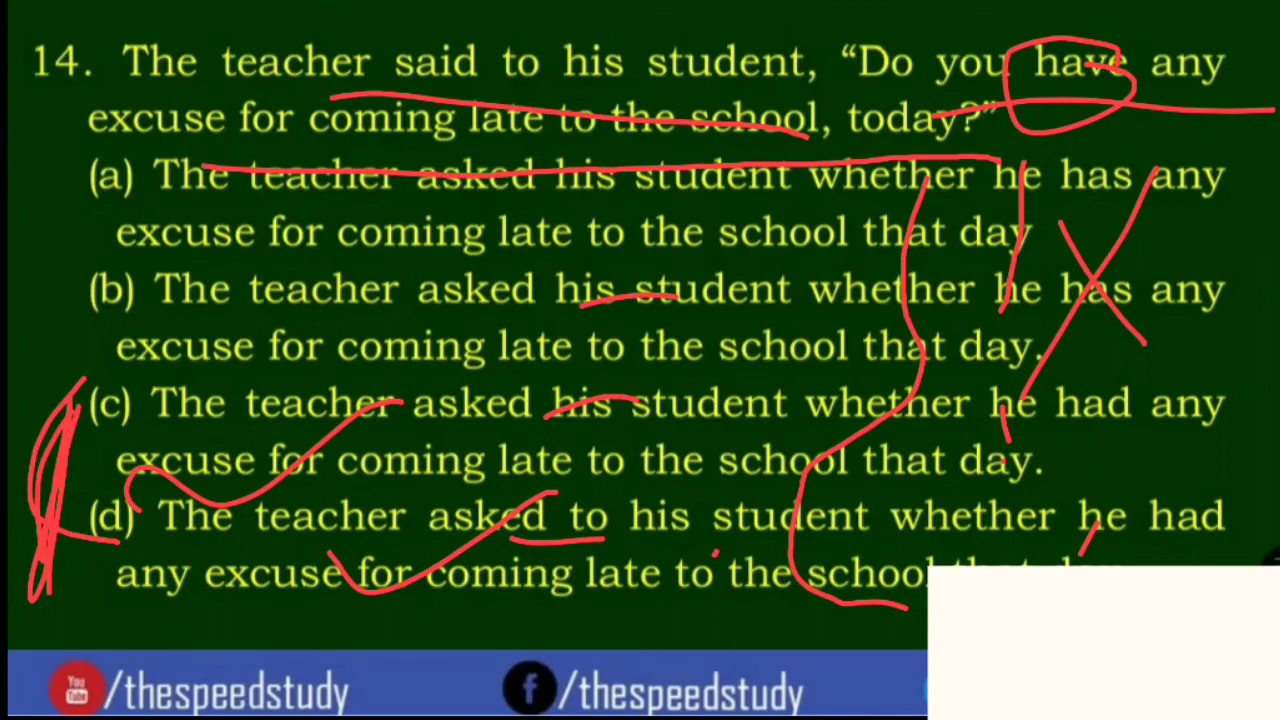 14. The teacher said to his student, “Do you have any
excuse for coming late to the school, today?”
(a) The teacher asked his student whether he has any
excuse for coming late to the school that day
(b) The teacher asked his student whether he has any
excuse for coming late to the school that day.
(c) The teacher asked his student whether he had any
excuse for coming late to the school that day.
(d) The teacher asked to his student whether he had
any excuse for coming late to the school
You Tube /thespeedstudy f /thespeedstudy